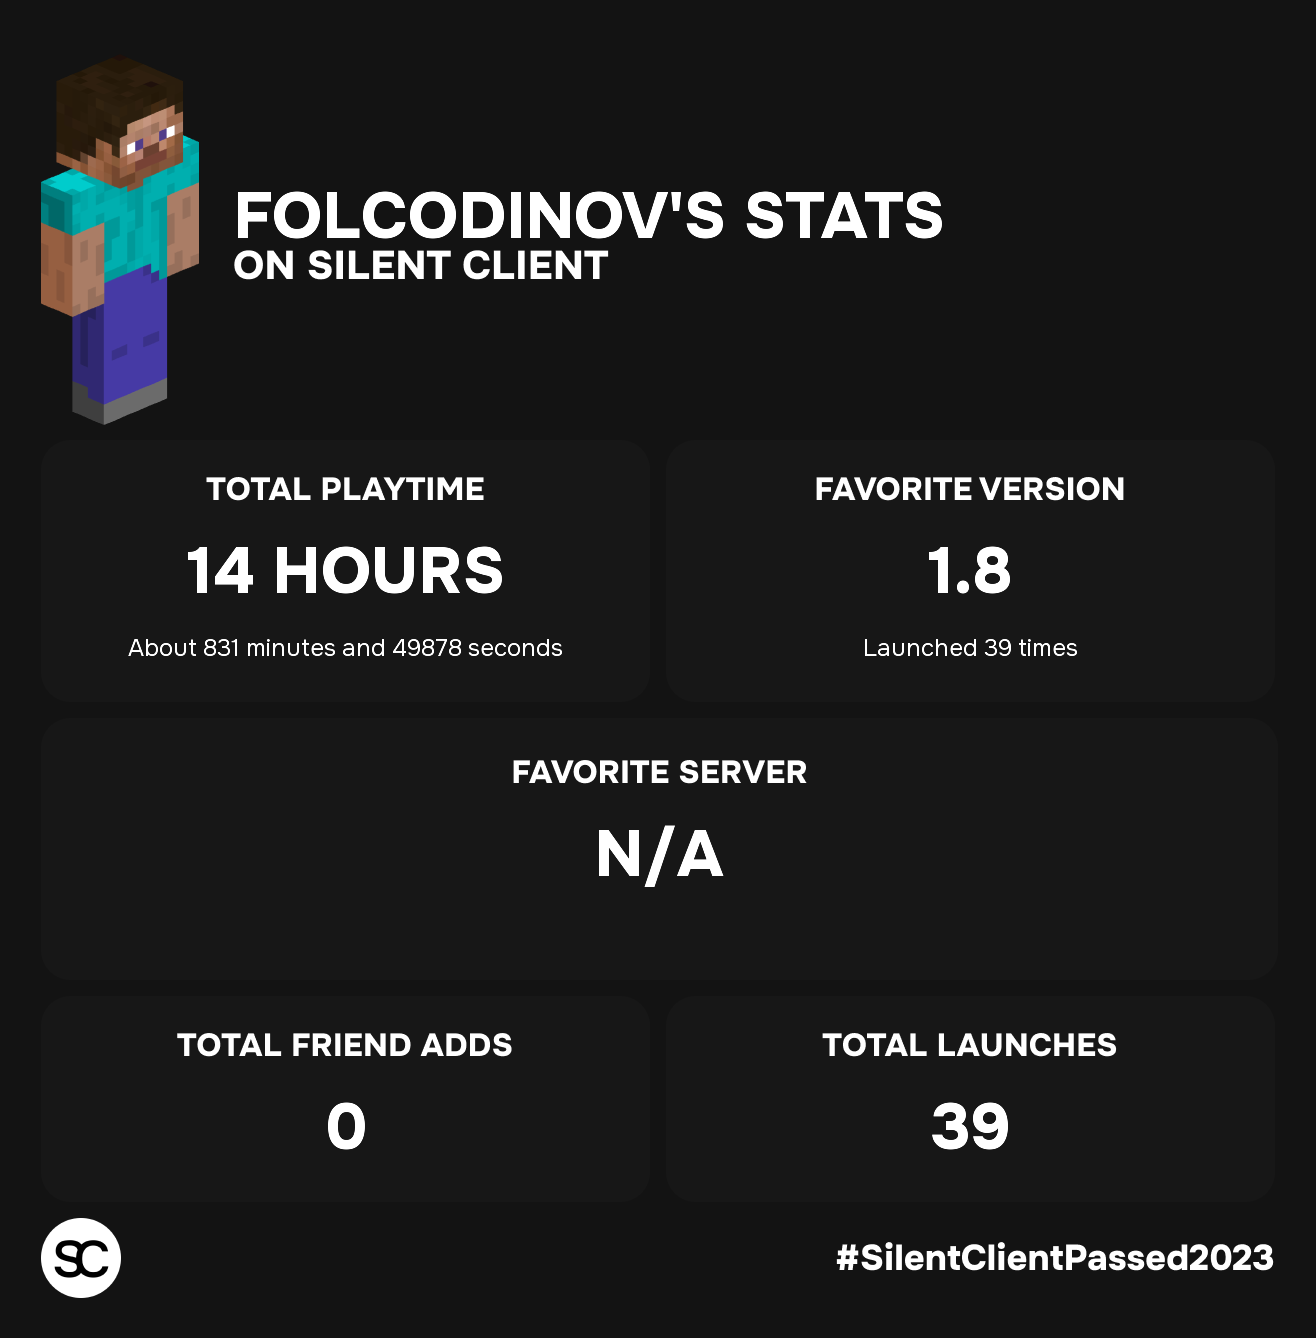 FOLCODINOV'S STATS
ON SILENT CLIENT
TOTAL PLAYTIME
14 HOURS
About 831 minutes and 49878 seconds
FAVORITE VERSION
1.8
Launched 39 times
FAVORITE SERVER
N/A
TOTAL FRIEND ADDS
0
TOTAL LAUNCHES
39
SC
#SilentClientPassed2023